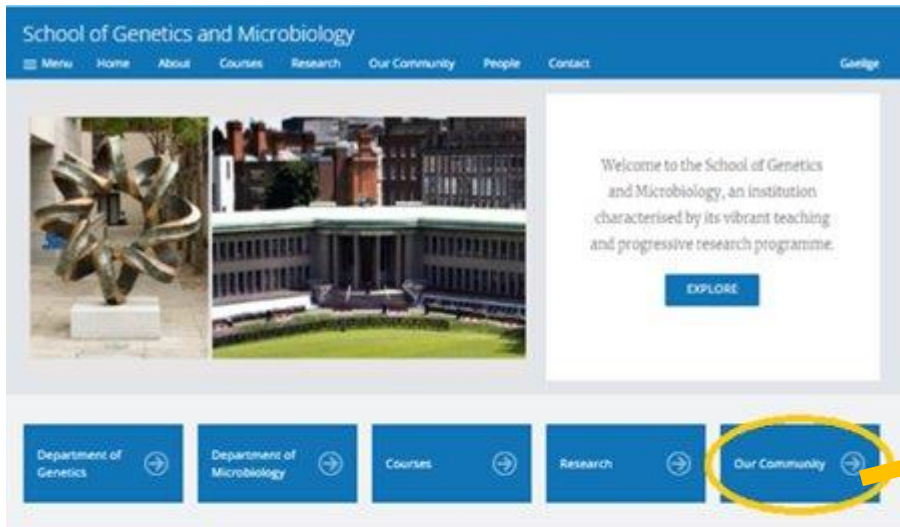 School of Genetics and Microbiology
Menu Home About Courses Research Our Community People Contact Gaeilge
Welcome to the School of Genetics
and Microbiology, an institution
characterised by its vibrant teaching
and progressive research programme.
EXPLORE
Department of
Genetics
Department of
Microbiology
Courses
Research
Our Community